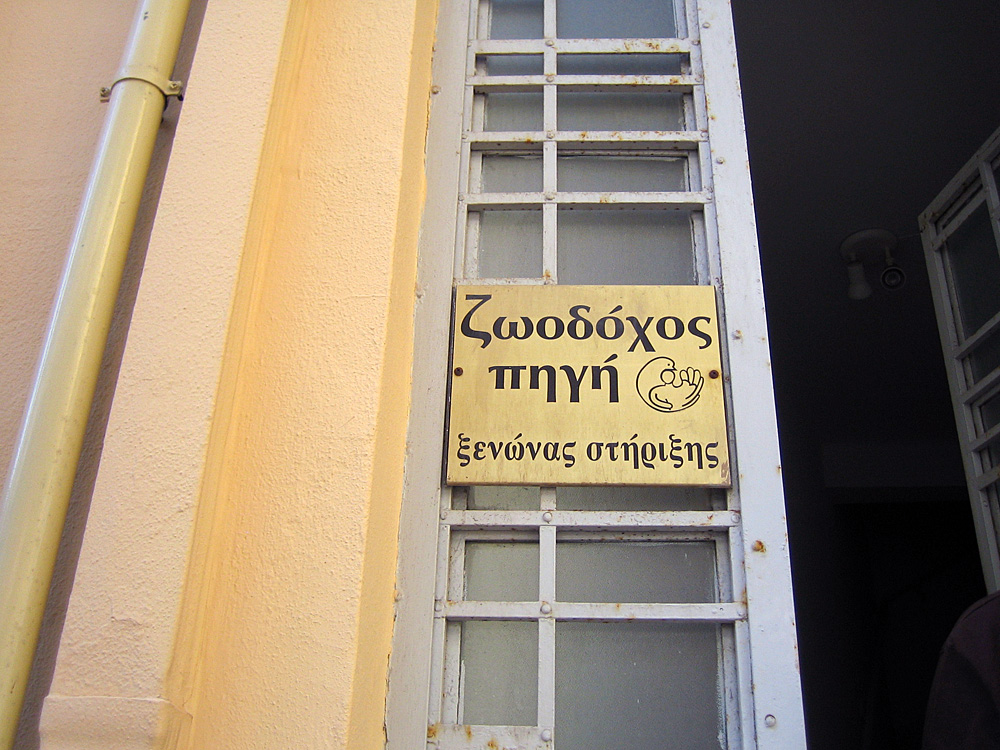 ζωοδόχος
πηγή
ξενώνας στήριξης